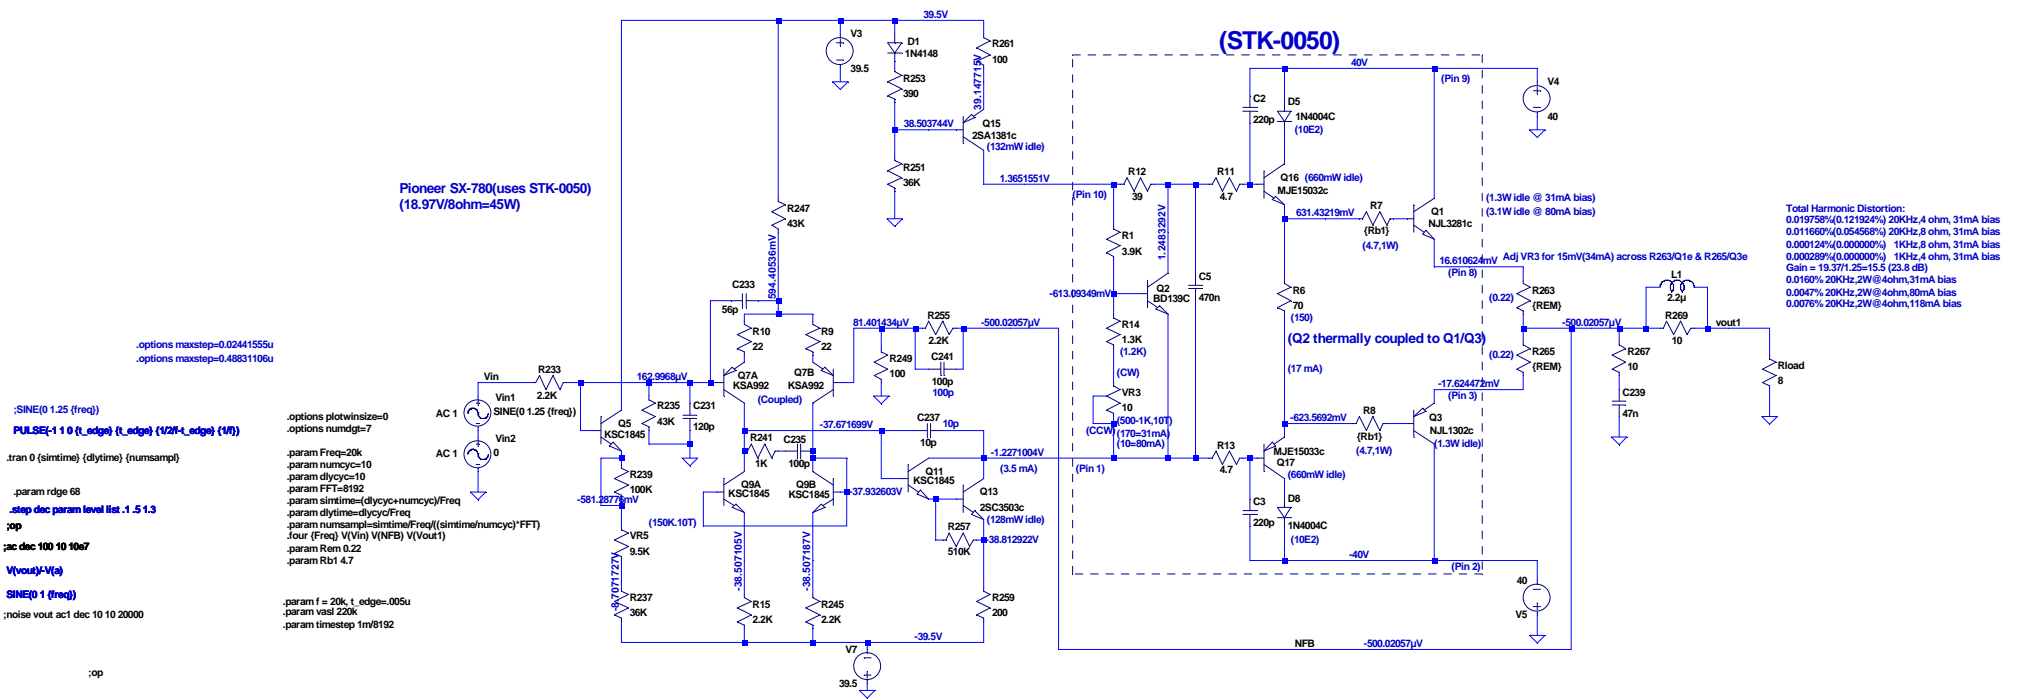 (STK-0050)
Pioneer SX-780(uses STK-0050)
(18.97V/8ohm=45W)
.options maxstep=0.02441555u
.options maxstep=0.48831106u
;SINE(0 1.25 {freq})
PULSE(-1 1 0 {t_edge} {t_edge} {1/2/f-t_edge} {1/f})
.tran 0 {simtime} {dlytime} {numsampl}
.param rdge 68
.step dec param level list .1 .5 1.3
;op
;ac dec 100 10 10e7
V(vout)/-V(a)
SINE(0 1 {freq})
;noise vout ac1 dec 10 10 20000
;op
.options plotwinsize=0
.options numdgt=7
.param Freq=20k
.param numcyc=10
.param dlycyc=10
.param FFT=8192
.param simtime=(dlycyc+numcyc)/Freq
.param dlytime=dlycyc/Freq
.param numsampl=simtime/Freq/((simtime/numcyc)*FFT)
.four {Freq} V(Vin) V(NFB) V(Vout1)
.param Rem 0.22
.param Rb1 4.7
.param f = 20k, t_edge=.005u
.param vasl 220k
.param timestep 1m/8192
Vin
R233
2.2K
AC 1
Vin1
SINE(0 1.25 {freq})
AC 1
Vin2
0
Q5
KSC1845
R239
100K
-581.28775mV
(150K.10T)
VR5
9.5K
-8.7071727V
R237
36K
162.9968µV
R235
43K
C231
120p
C233
56p
R247
43K
594.40536mV
R10
22
R9
22
Q7A
KSA992
Q7B
KSA992
(Coupled)
-37.671699V
R241
1K
C235
100p
Q9A
KSC1845
Q9B
KSC1845
-37.932603V
-38.507105V
-38.507187V
R15
2.2K
R245
2.2K
V7
39.5
-39.5V
39.5V
V3
39.5
D1
1N4148
R253
390
38.503744V
R251
36K
R261
100
39.147715V
Q15
2SA1381c
(132mW idle)
1.3651551V
81.401434µV
R255
2.2K
-500.02057µV
R249
100
C241
100p
100p
C237
10p
10p
Q11
KSC1845
Q13
2SC3503c
(128mW idle)
-1.2271004V
(3.5 mA)
R257
510K
-38.812922V
R259
200
(Pin 10)
R12
39
R1
3.9K
1.2483292V
-613.09349mV
Q2
BD139C
R14
1.3K
(1.2K)
(CW)
VR3
10
(500-1K,10T)
(CCW)
(170=31mA)
(10=80mA)
(Pin 1)
C5
470n
R11
4.7
R13
4.7
C2
220p
D5
1N4004C
(10E2)
40V
(Pin 9)
Q16
(660mW idle)
MJE15032c
631.43219mV
R7
{Rb1}
(4.7,1W)
Q1
NJL3281c
(1.3W idle @ 31mA bias)
(3.1W idle @ 80mA bias)
R6
70
(150)
(Q2 thermally coupled to Q1/Q3)
(17 mA)
16.610624mV
Adj VR3 for 15mV(34mA) across R263/Q1e & R265/Q3e
(Pin 8)
(0.22)
R263
{REM}
(0.22)
R265
{REM}
-17.624472mV
(Pin 3)
-623.5692mV
R8
{Rb1}
(4.7,1W)
Q3
NJL1302c
(1.3W idle)
MJE15033c
Q17
(660mW idle)
C3
220p
D8
1N4004C
(10E2)
-40V
(Pin 2)
V4
40
40
V5
NFB
-500.02057µV
-500.02057µV
R267
10
C239
47n
L1
2.2µ
R269
10
vout1
Rload
8
Total Harmonic Distortion:
0.019758%(0.121924%) 20KHz,4 ohm, 31mA bias
0.011660%(0.054568%) 20KHz,8 ohm, 31mA bias
0.000124%(0.000000%) 1KHz,8 ohm, 31mA bias
0.000289%(0.000000%) 1KHz,4 ohm, 31mA bias
Gain = 19.37/1.25=15.5 (23.8 dB)
0.0160% 20KHz,2W@4ohm,31mA bias
0.0047% 20KHz,2W@4ohm,80mA bias
0.0076% 20KHz,2W@4ohm,118mA bias